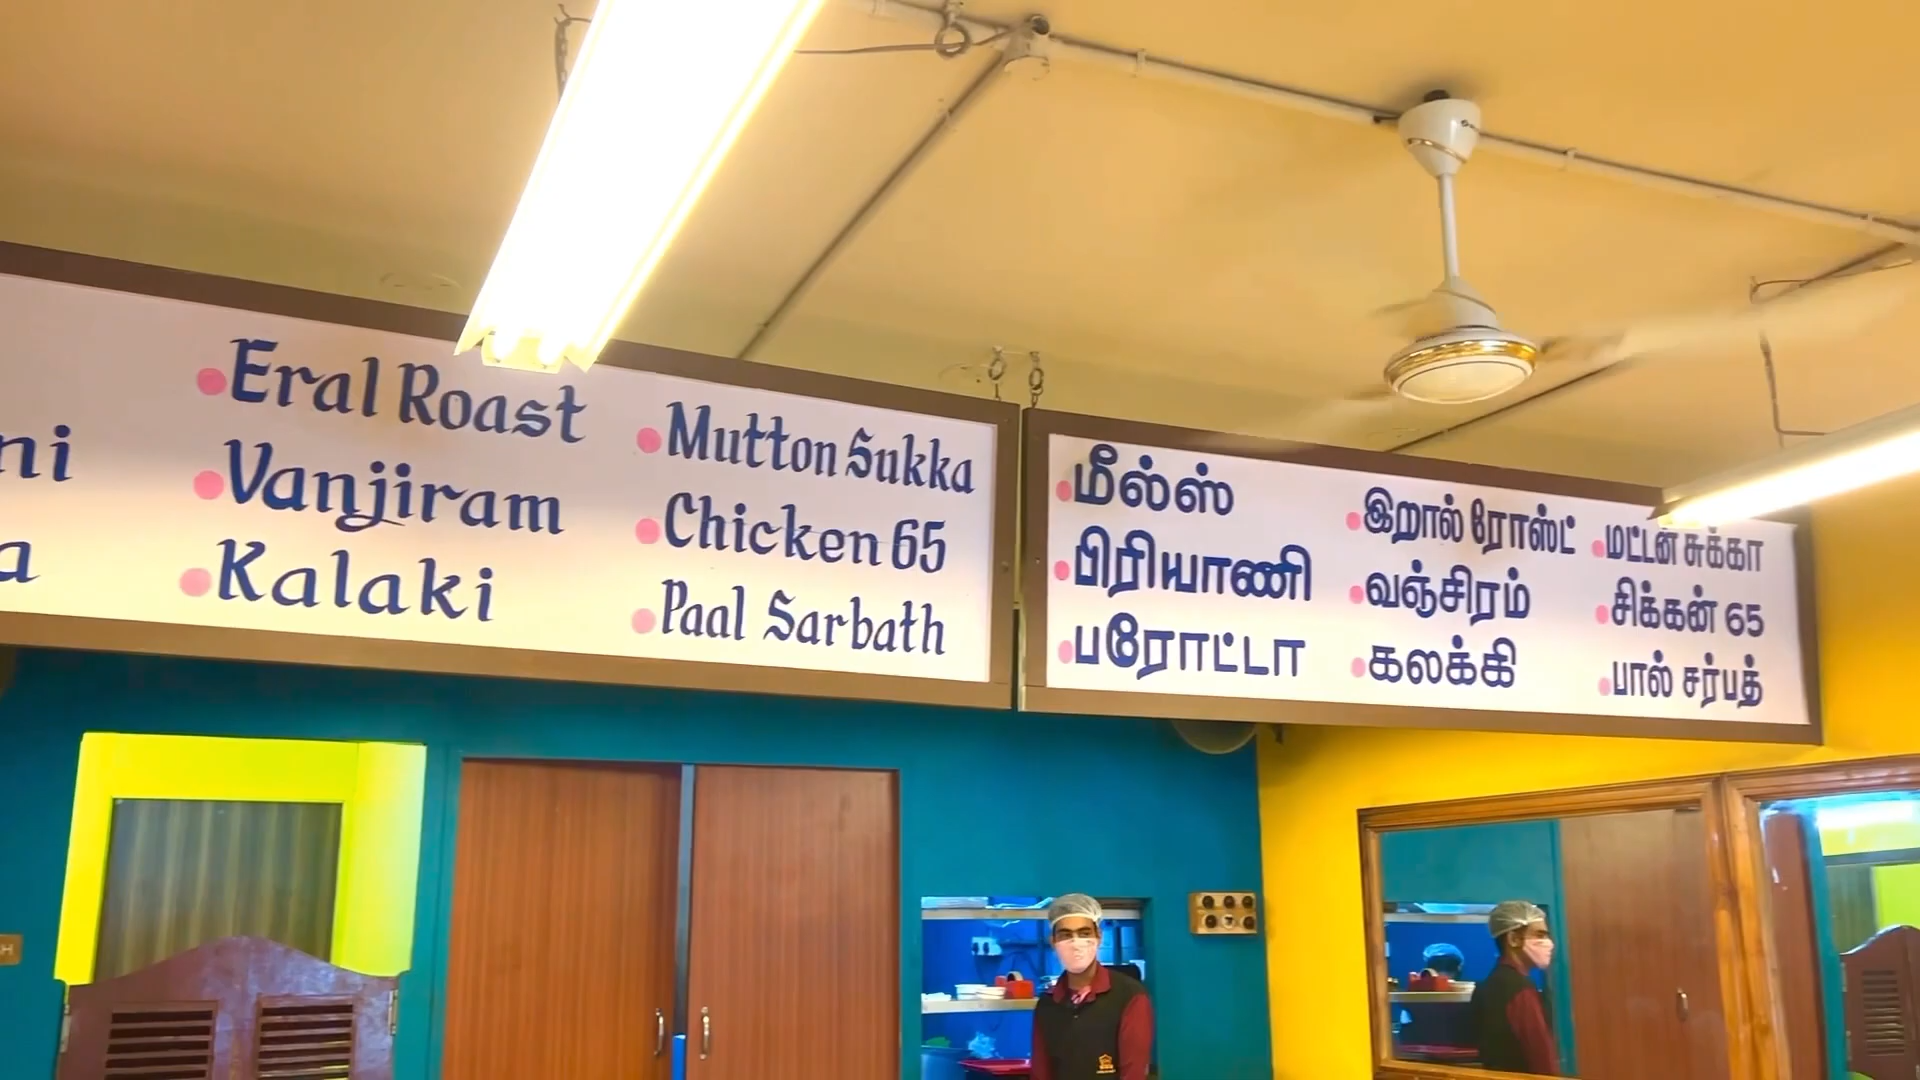 Eral Roast
Vanjiram
Kalaki
Mutton Sukka
Chicken 65
Paal Sarbath
மீல்ஸ்
பிரியாணி
பரோட்டா
இறால் ரோஸ்ட்
வஞ்சிரம்
கலக்கி
மட்டன் சுக்கா
சிக்கன் 65
பால் சர்பத்